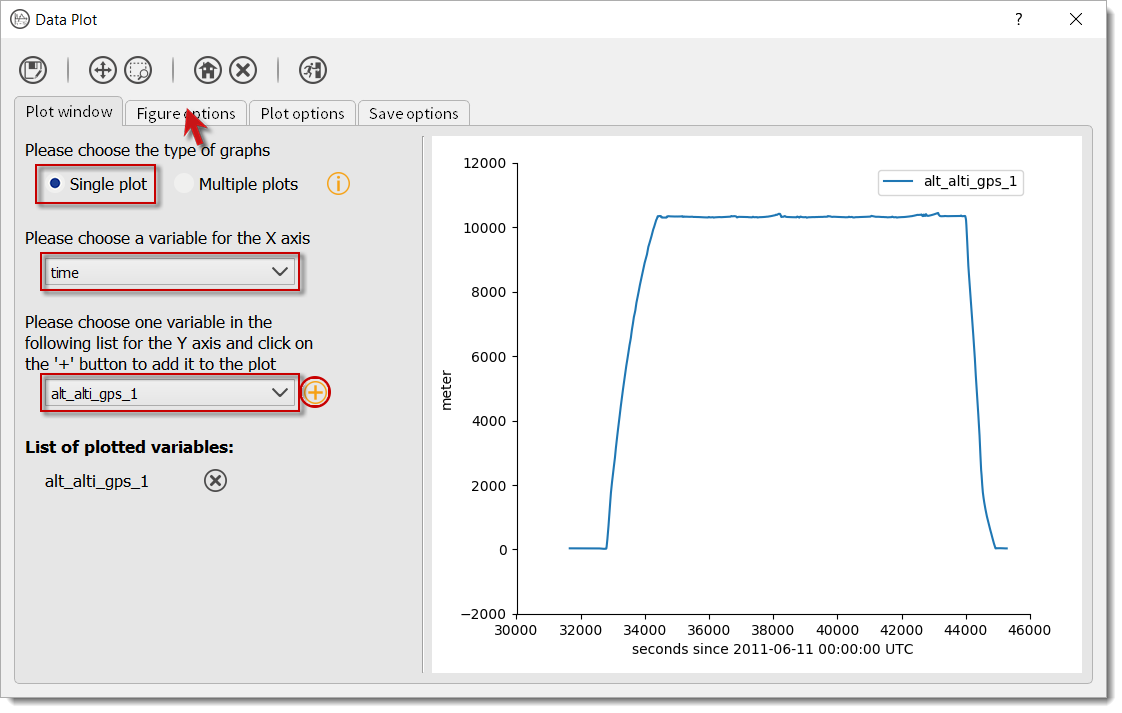 Data Plot
?
Plot window
Figure options
Plot options
Save options
Please choose the type of graphs
Single plot
Multiple plots
Please choose a variable for the X axis
time
Please choose one variable in the
following list for the Y axis and click on
the '+' button to add it to the plot
alt_alti_gps_1
List of plotted variables:
alt_alti_gps_1
alt_alti_gps_1
meter
12000
10000
8000
6000
4000
2000
0
−2000
30000
32000
34000
36000
38000
40000
42000
44000
46000
seconds since 2011-06-11 00:00:00 UTC